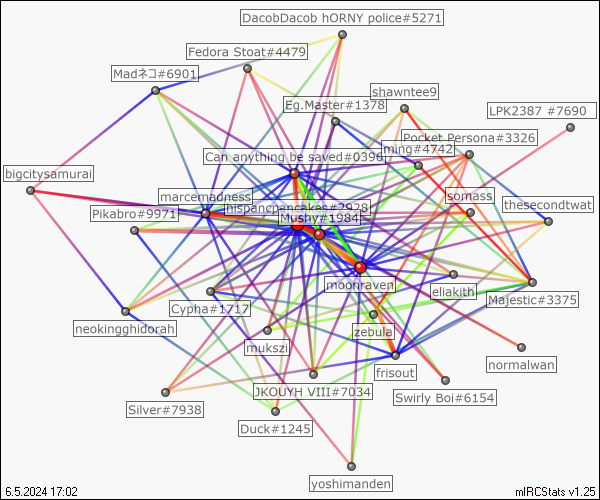 DacobDacob hORNY police#5271
Fedora Stoat#4479
Madネコ#6901
shawntee9
Eg.Master#1378
LPK2387 #7690
Pocket Persona#3326
ming#4742
Can anything be saved#0396
bigcitysamurai
marcemadness
somass
thesecondtwat
hispanicpancakes#2928
Pikabro#9971
Mushy#1984
moonraven
eliakith
Majestic#3375
Cypha#1717
neokingghidorah
zebula
mukszi
normalwan
frisout
JKOUYH VIII#7034
Swirly Boi#6154
Silver#7938
Duck#1245
yoshimanden
6.5.2024 17:02
mIRCStats v1.25